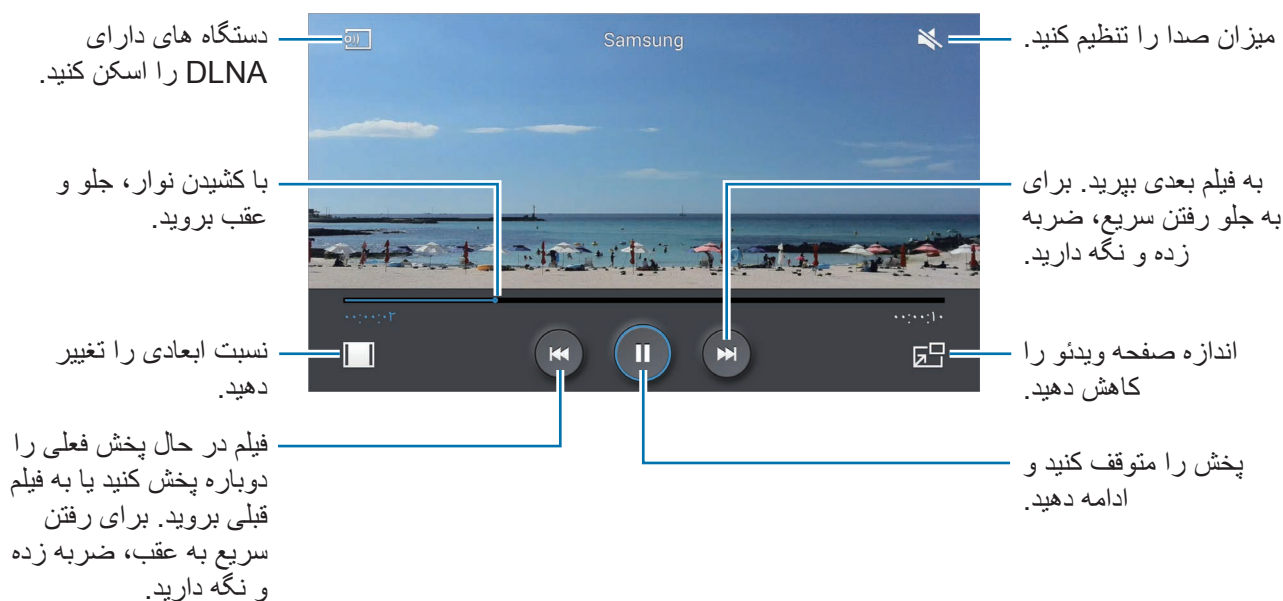 Samsung
میزان صدا را تنظیم کنید.
دستگاه های دارای
DLNA را اسکن کنید.
به فیلم بعدی بپرید. برای
به جلو رفتن سریع، ضربه
زده و نگه دارید.
با کشیدن نوار، جلو و
عقب بروید.
۰۰:۰۰:۰۲
۰۰:۰۰:۱۰
اندازه صفحه ویدئو را
کاهش دهید.
نسبت ابعادی را تغییر
دهید.
پخش را متوقف کنید و
ادامه دهید.
فیلم در حال پخش فعلی را
دوباره پخش کنید یا به فیلم
قبلی بروید. برای رفتن
سریع به عقب، ضربه زده
و نگه دارید.